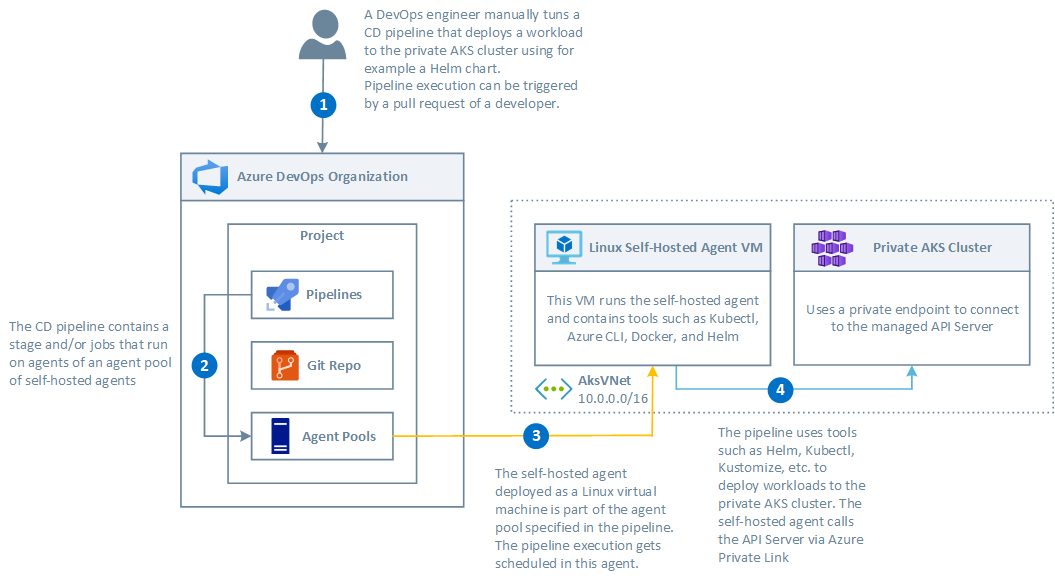 A DevOps engineer manually tuns a
CD pipeline that deploys a workload
to the private AKS cluster using for
example a Helm chart.
Pipeline execution can be triggered
by a pull request of a developer.
1
Azure DevOps Organization
Project
Pipelines
Git Repo
Agent Pools
The CD pipeline contains a
stage and/or jobs that run
on agents of an agent pool
of self-hosted agents
2
Linux Self-Hosted Agent VM
This VM runs the self-hosted agent
and contains tools such as Kubectl,
Azure CLI, Docker, and Helm
Private AKS Cluster
Uses a private endpoint to connect
to the managed API Server
AksVNet
10.0.0.0/16
3
The self-hosted agent
deployed as a Linux virtual
machine is part of the agent
pool specified in the pipeline.
The pipeline execution gets
scheduled in this agent.
4
The pipeline uses tools
such as Helm, Kubectl,
Kustomize, etc. to
deploy workloads to the
private AKS cluster. The
self-hosted agent calls
the API Server via Azure
Private Link